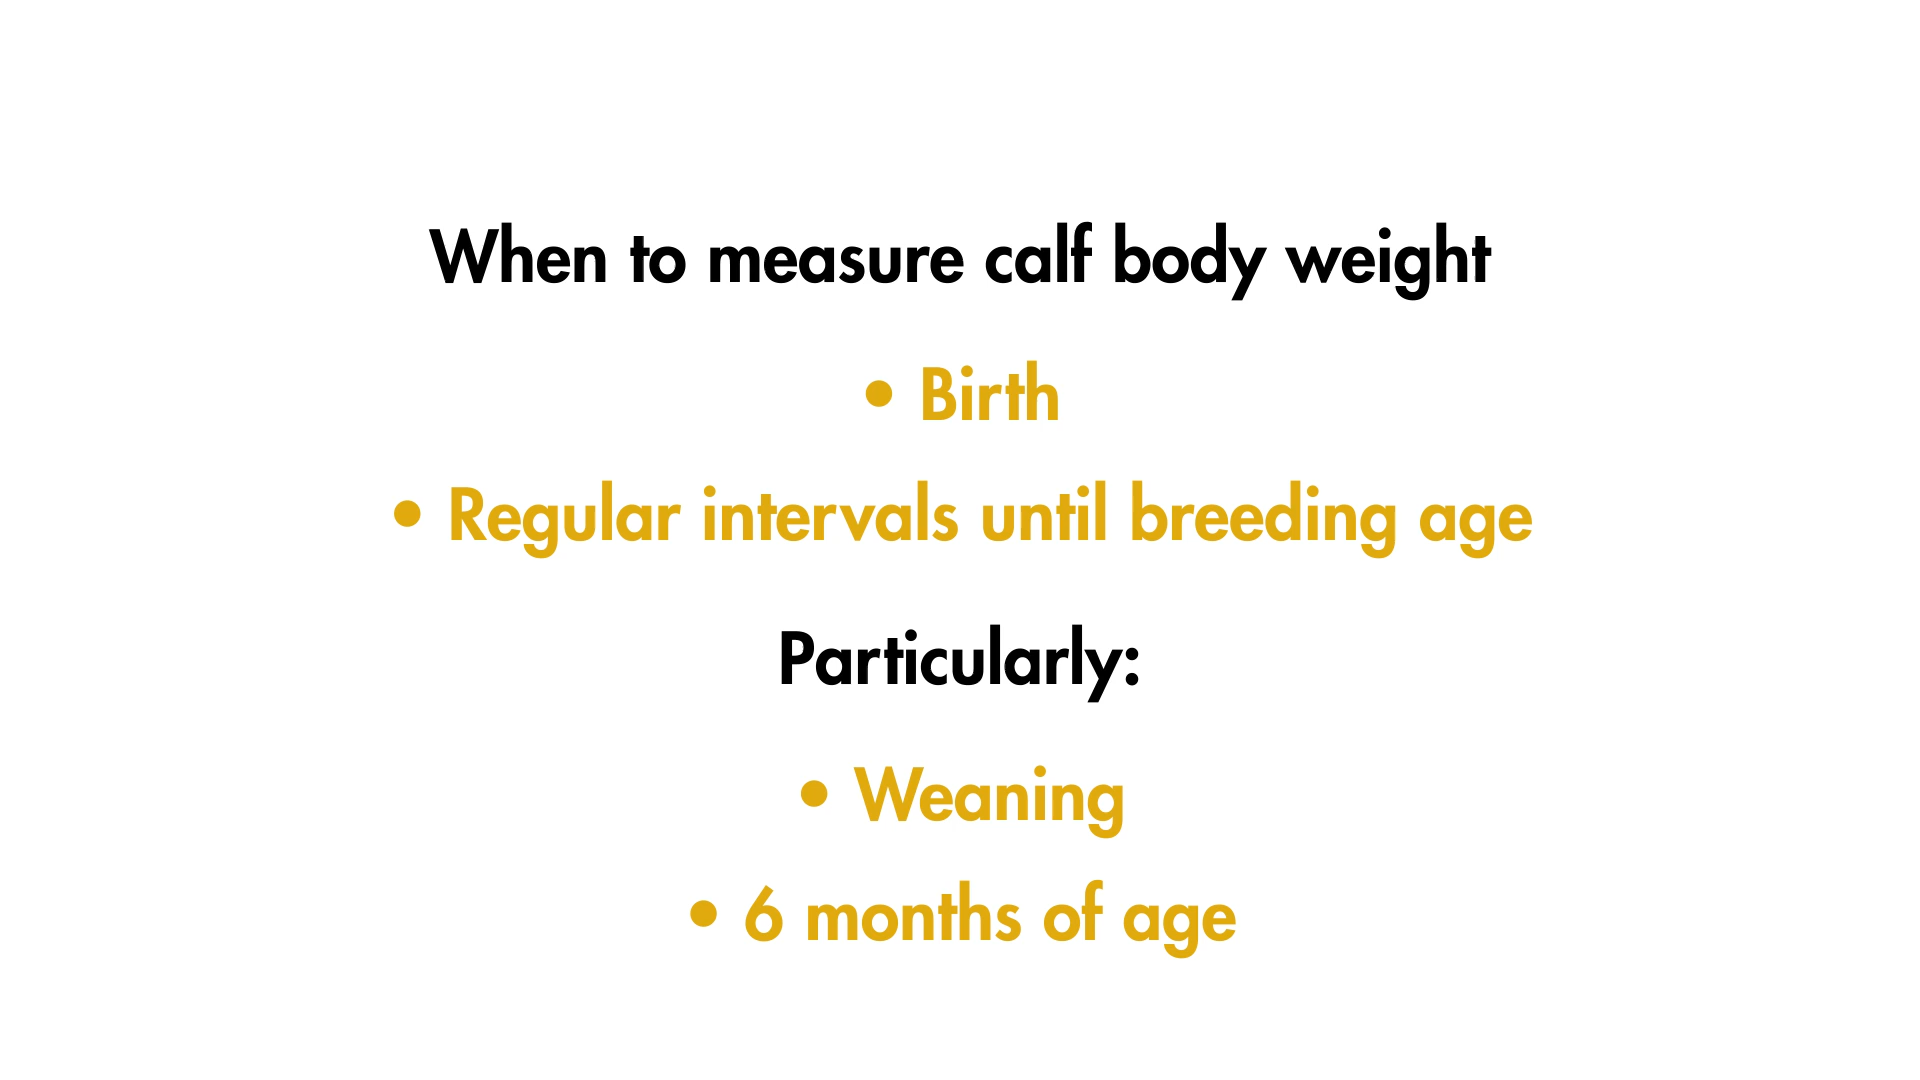 When to measure calf body weight
• Birth
• Regular intervals until breeding age
Particularly:
• Weaning
• 6 months of age